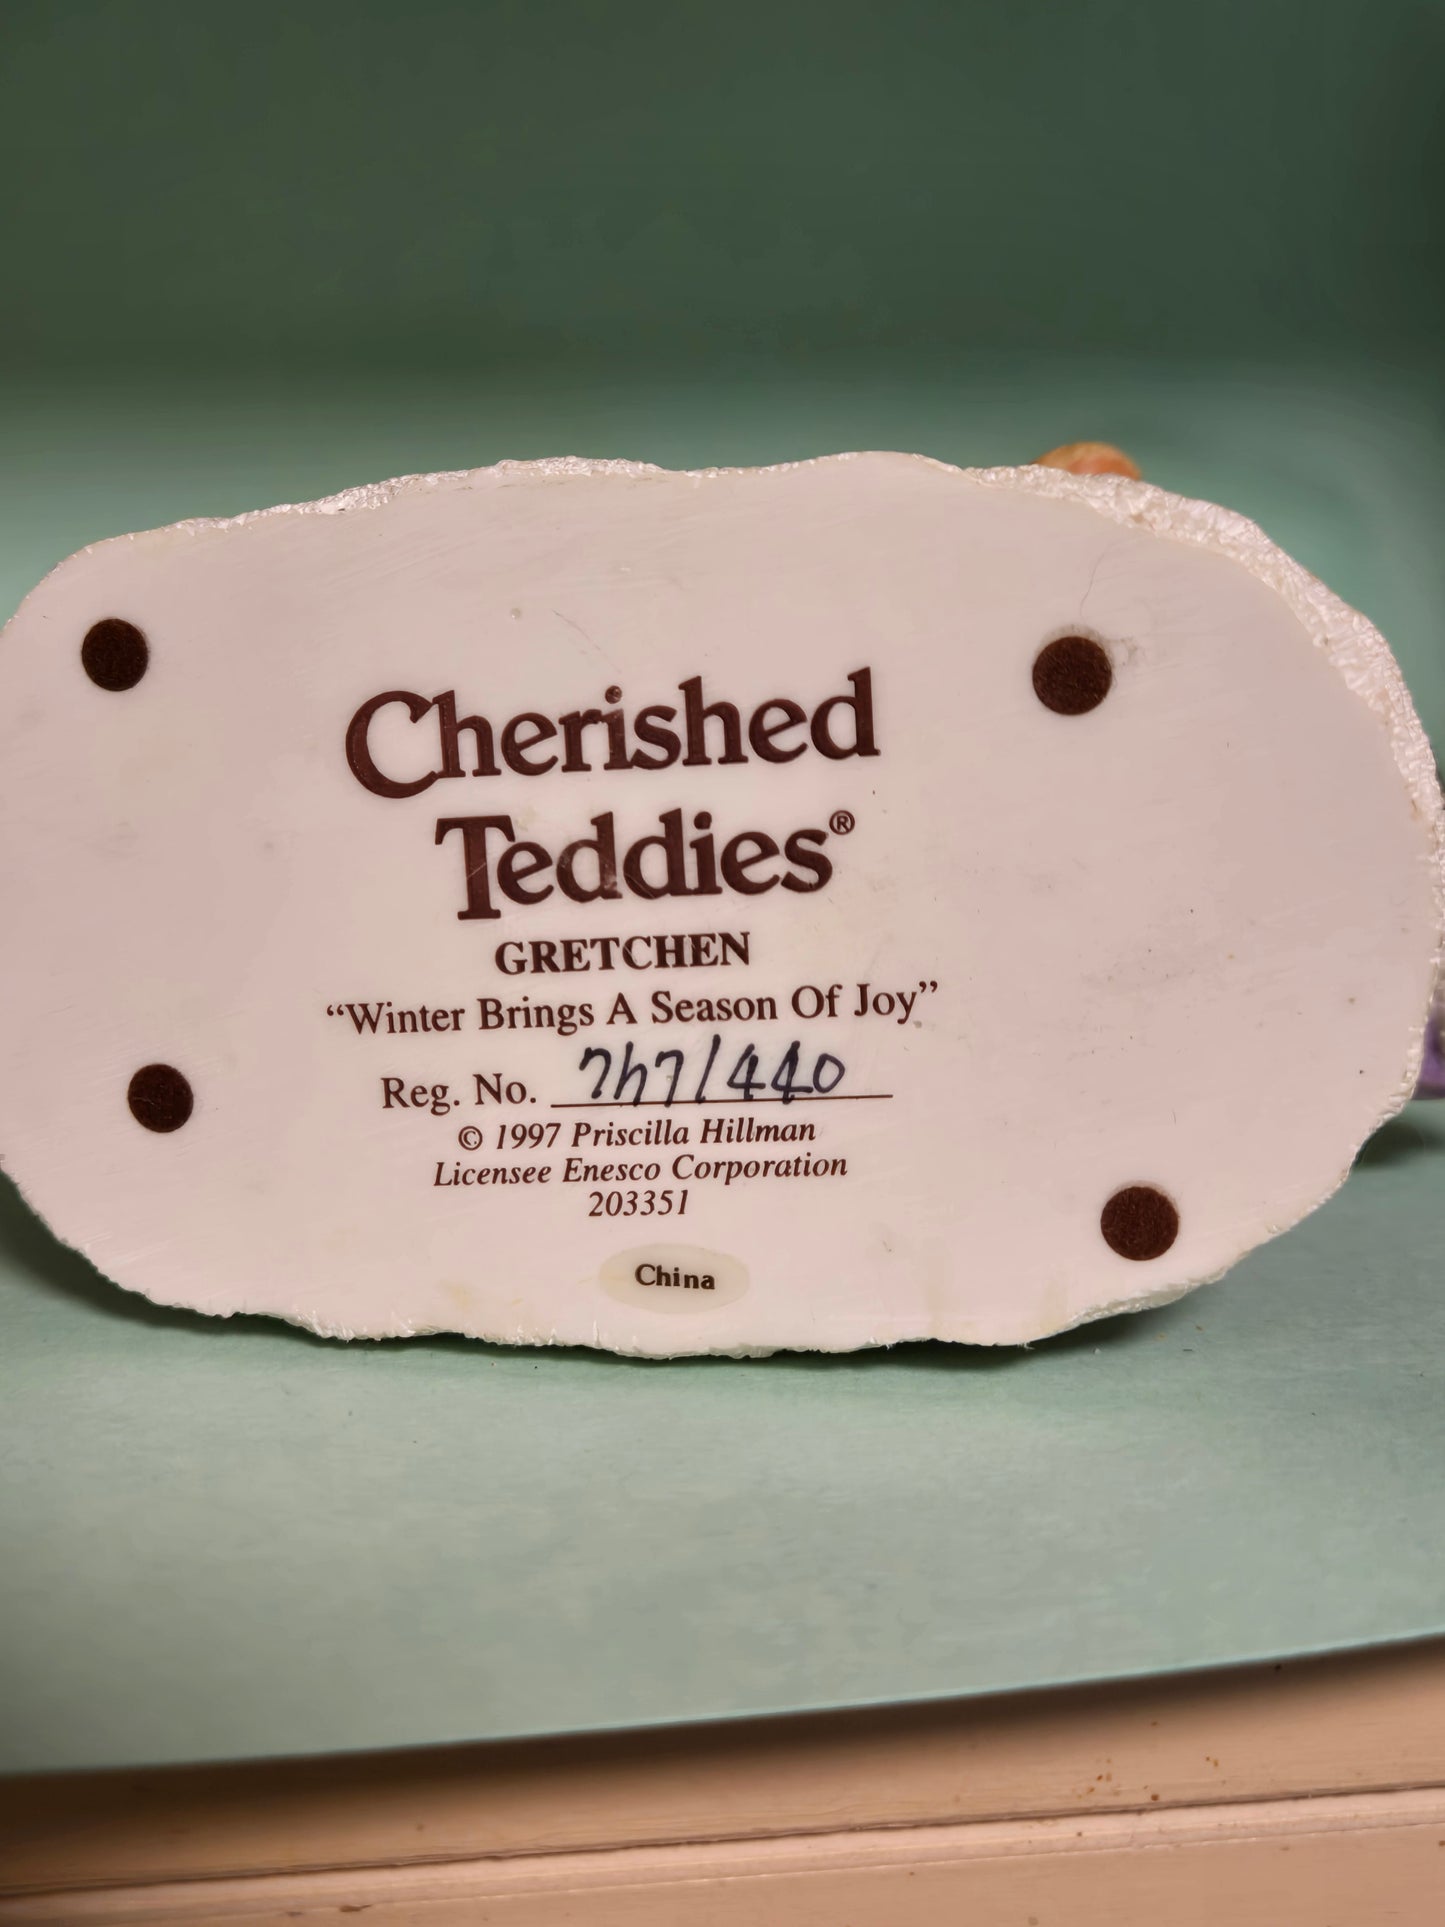 Cherished
Teddies®
GRETCHEN
“Winter Brings A Season Of Joy”
Reg. No. 7h7/440
© 1997 Priscilla Hillman
Licensee Enesco Corporation
203351
China